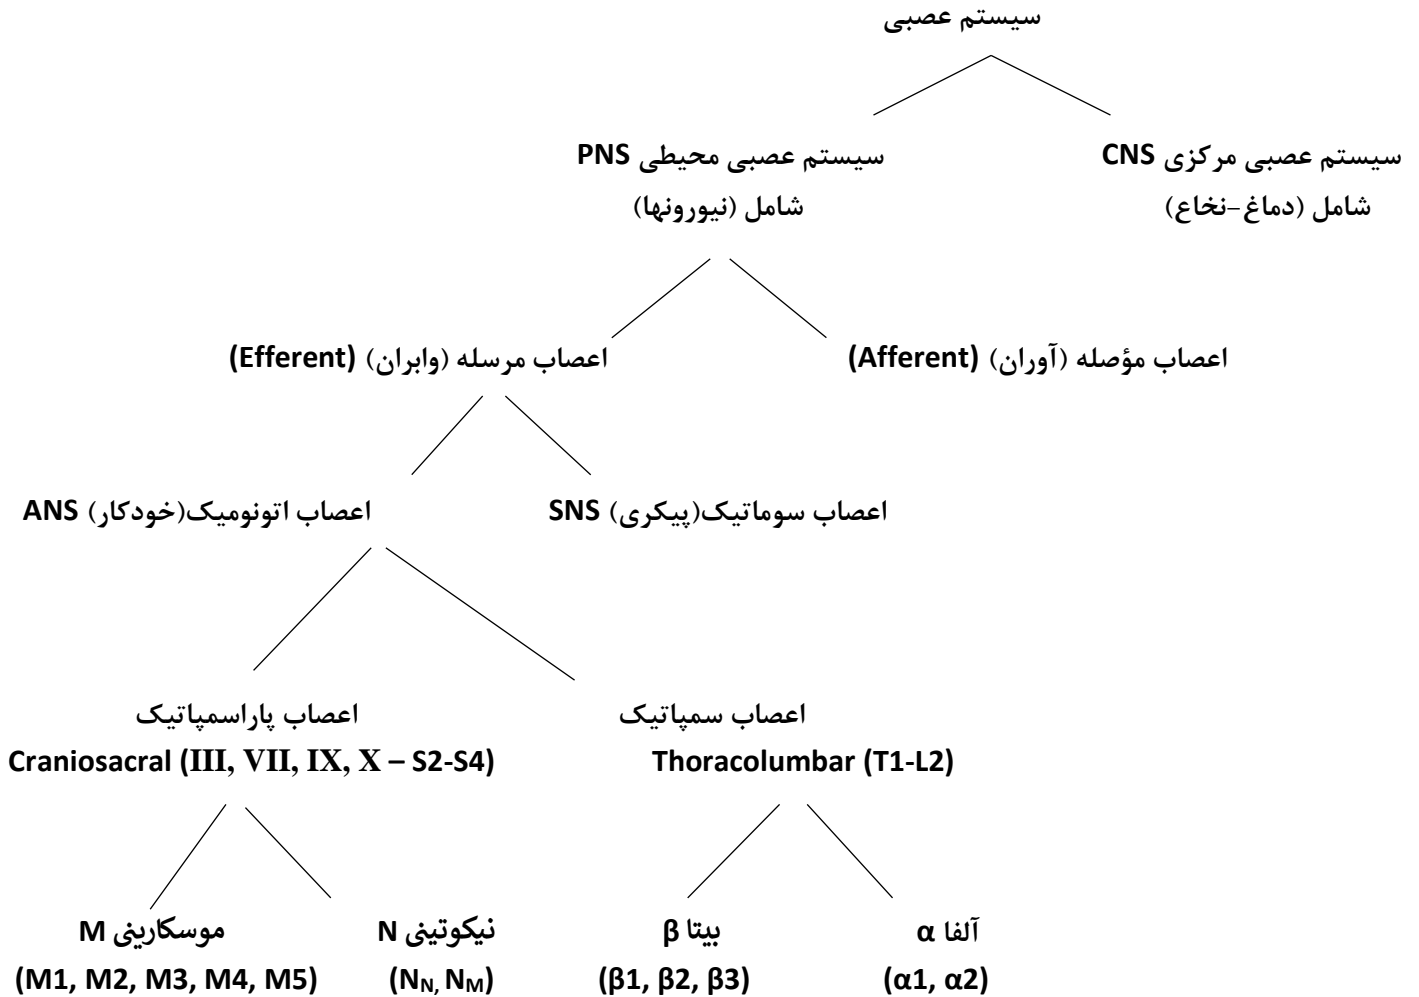 سیستم عصبی
سیستم عصبی مرکزی CNS
شامل (دماغ-نخاع)
سیستم عصبی محیطی PNS
شامل (نیورونها)
اعصاب مؤصله (آوران) (Afferent)
اعصاب مرسله (وابران) (Efferent)
اعصاب سوماتیک(پیکری) SNS
اعصاب اتونومیک(خودکار) ANS
اعصاب سمپاتیک
Thoracolumbar (T1-L2)
اعصاب پاراسمپاتیک
Craniosacral (III, VII, IX, X – S2-S4)
آلفا α
(α1, α2)
بیتا β
(β1, β2, β3)
نیکوتینی N
(NN, NM)
موسکارینی M
(M1, M2, M3, M4, M5)